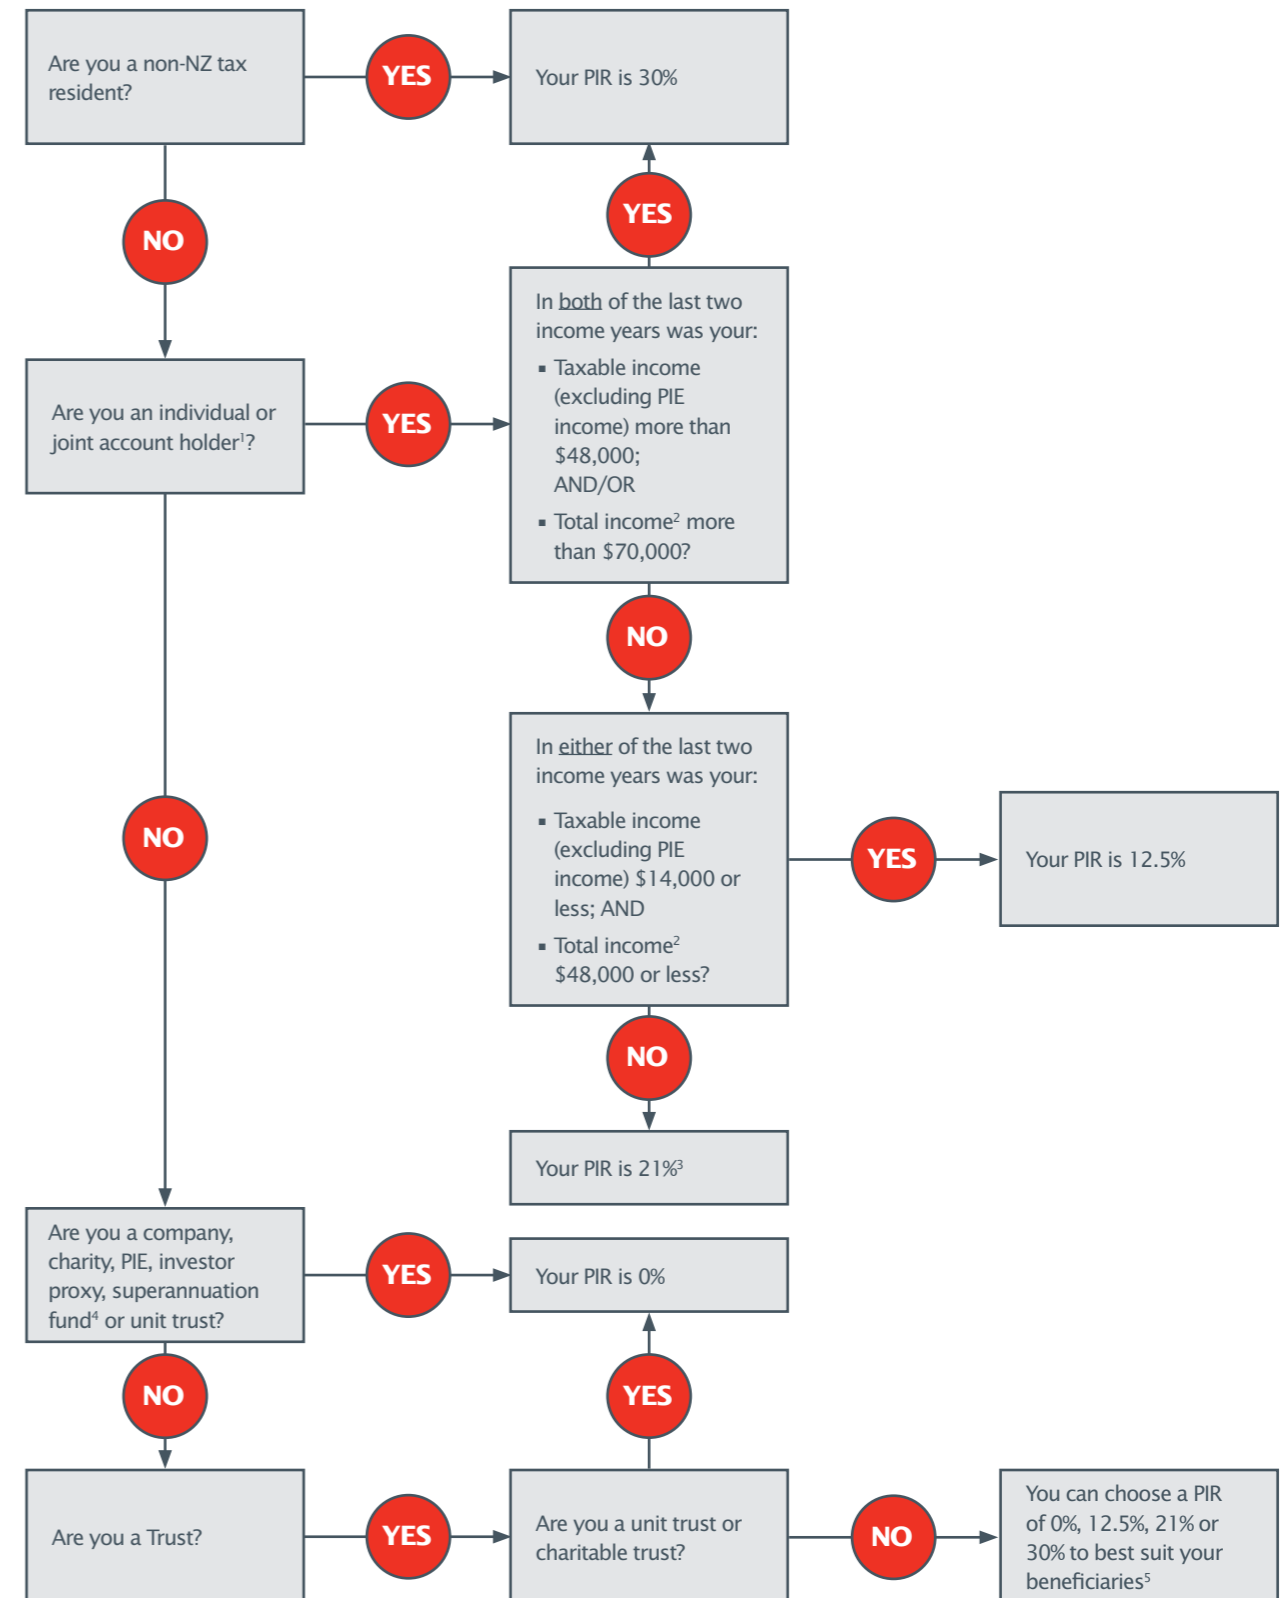 Are you a non-NZ tax
resident?
YES
Your PIR is 30%
YES
NO
In both of the last two
income years was your:
▪ Taxable income
(excluding PIE
income) more than
$48,000;
AND/OR
▪ Total income² more
than $70,000?
Are you an individual or
joint account holder¹?
YES
NO
In either of the last two
income years was your:
▪ Taxable income
(excluding PIE
income) $14,000 or
less; AND
▪ Total income²
$48,000 or less?
YES
Your PIR is 12.5%
NO
NO
Your PIR is 21%³
Are you a company,
charity, PIE, investor
proxy, superannuation
fund⁴ or unit trust?
YES
Your PIR is 0%
NO
YES
Are you a Trust?
YES
Are you a unit trust or
charitable trust?
NO
You can choose a PIR
of 0%, 12.5%, 21% or
30% to best suit your
beneficiaries⁵